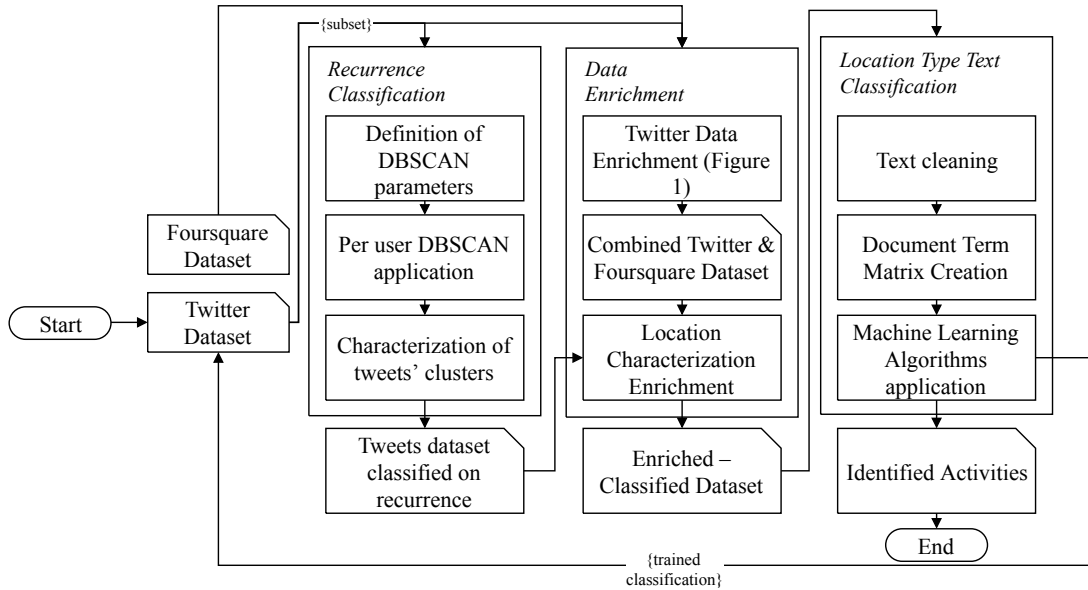 {subset}
Recurrence
Classification
Definition of
DBSCAN
parameters
Per user DBSCAN
application
Characterization of
tweets’ clusters
Tweets dataset
classified on
recurrence
Foursquare
Dataset
Start
Twitter
Dataset
Data
Enrichment
Twitter Data
Enrichment (Figure
1)
Combined Twitter &
Foursquare Dataset
Location
Characterization
Enrichment
Enriched –
Classified Dataset
Location Type Text
Classification
Text cleaning
Document Term
Matrix Creation
Machine Learning
Algorithms
application
Identified Activities
End
{trained
classification}